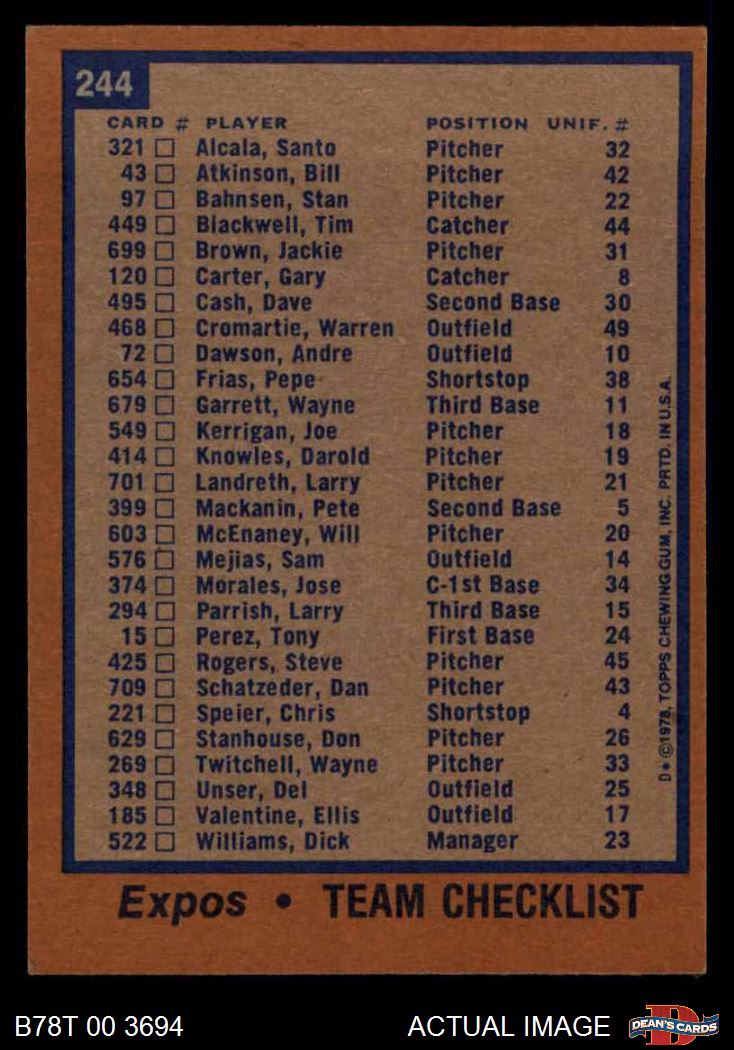 244
CARD # PLAYER POSITION UNIF. #
321 Alcala, Santo Pitcher 32
43 Atkinson, Bill Pitcher 42
97 Bahnsen, Stan Pitcher 22
449 Blackwell, Tim Catcher 44
699 Brown, Jackie Pitcher 31
120 Carter, Gary Catcher 8
495 Cash, Dave Second Base 30
468 Cromartie, Warren Outfield 49
72 Dawson, Andre Outfield 10
654 Frias, Pepe Shortstop 38
679 Garrett, Wayne Third Base 11
549 Kerrigan, Joe Pitcher 18
414 Knowles, Darold Pitcher 19
701 Landreth, Larry Pitcher 21
399 Mackanin, Pete Second Base 5
603 McEnaney, Will Pitcher 20
576 Mejias, Sam Outfield 14
374 Morales, Jose C-1st Base 34
294 Parrish, Larry Third Base 15
15 Perez, Tony First Base 24
425 Rogers, Steve Pitcher 45
709 Schatzeder, Dan Pitcher 43
221 Speier, Chris Shortstop 4
629 Stanhouse, Don Pitcher 26
269 Twitchell, Wayne Pitcher 33
348 Unser, Del Outfield 25
185 Valentine, Ellis Outfield 17
522 Williams, Dick Manager 23
D* ©1978, TOPPS CHEWING GUM, INC. PRTD. IN U.S.A.
Expos • TEAM CHECKLIST
B78T 00 3694 ACTUAL IMAGE
D
DEAN'S CARDS